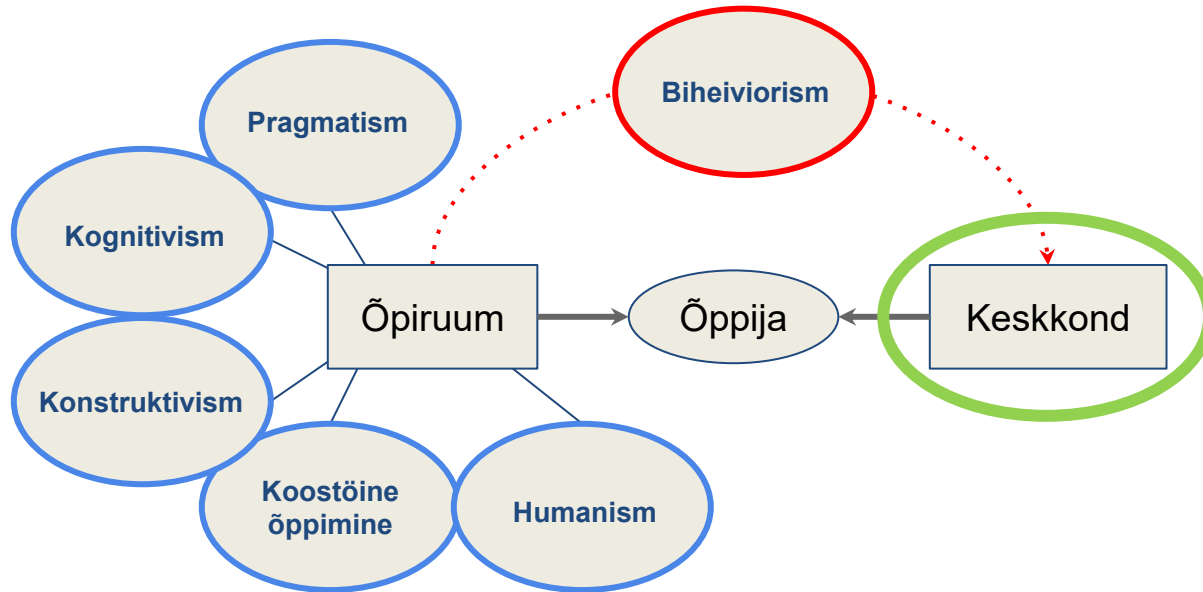 Biheiviorism
Pragmatism
Kognitivism
Õpiruum
Õppija
Keskkond
Konstruktivism
Koostöine
õppimine
Humanism